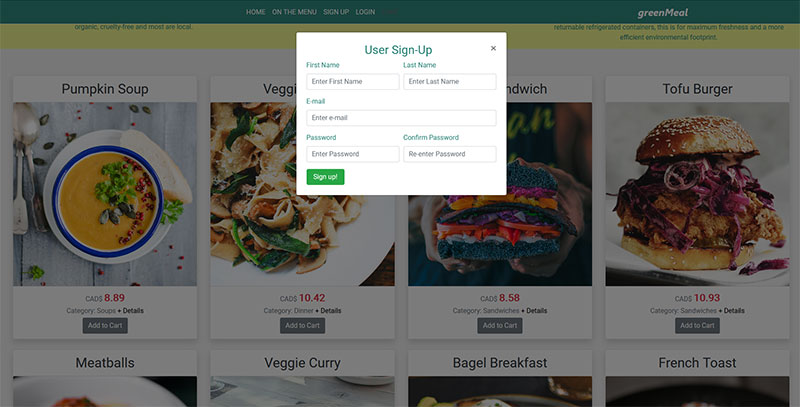 HOME ON THE MENU SIGN UP LOGIN
greenMeal
organic, cruelty-free and most are local.
returnable refrigerated containers, this is for maximum freshness and a more
efficient environmental footprint.
User Sign-Up ×
First Name Last Name
Enter First Name Enter Last Name
E-mail
Enter e-mail
Password Confirm Password
Enter Password Re-enter Password
Sign up!
Pumpkin Soup
CAD$ 8.89
Category: Soups + Details
Add to Cart
CAD$ 10.42
Category: Dinner + Details
Add to Cart
CAD$ 8.58
Category: Sandwiches + Details
Add to Cart
Tofu Burger
CAD$ 10.93
Category: Sandwiches + Details
Add to Cart
Meatballs
Veggie Curry
Bagel Breakfast
French Toast